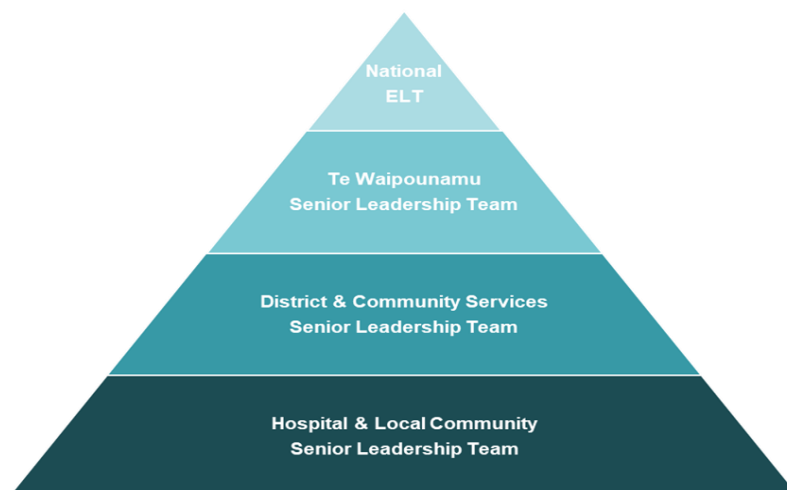 National
ELT
Te Waipounamu
Senior Leadership Team
District & Community Services
Senior Leadership Team
Hospital & Local Community
Senior Leadership Team